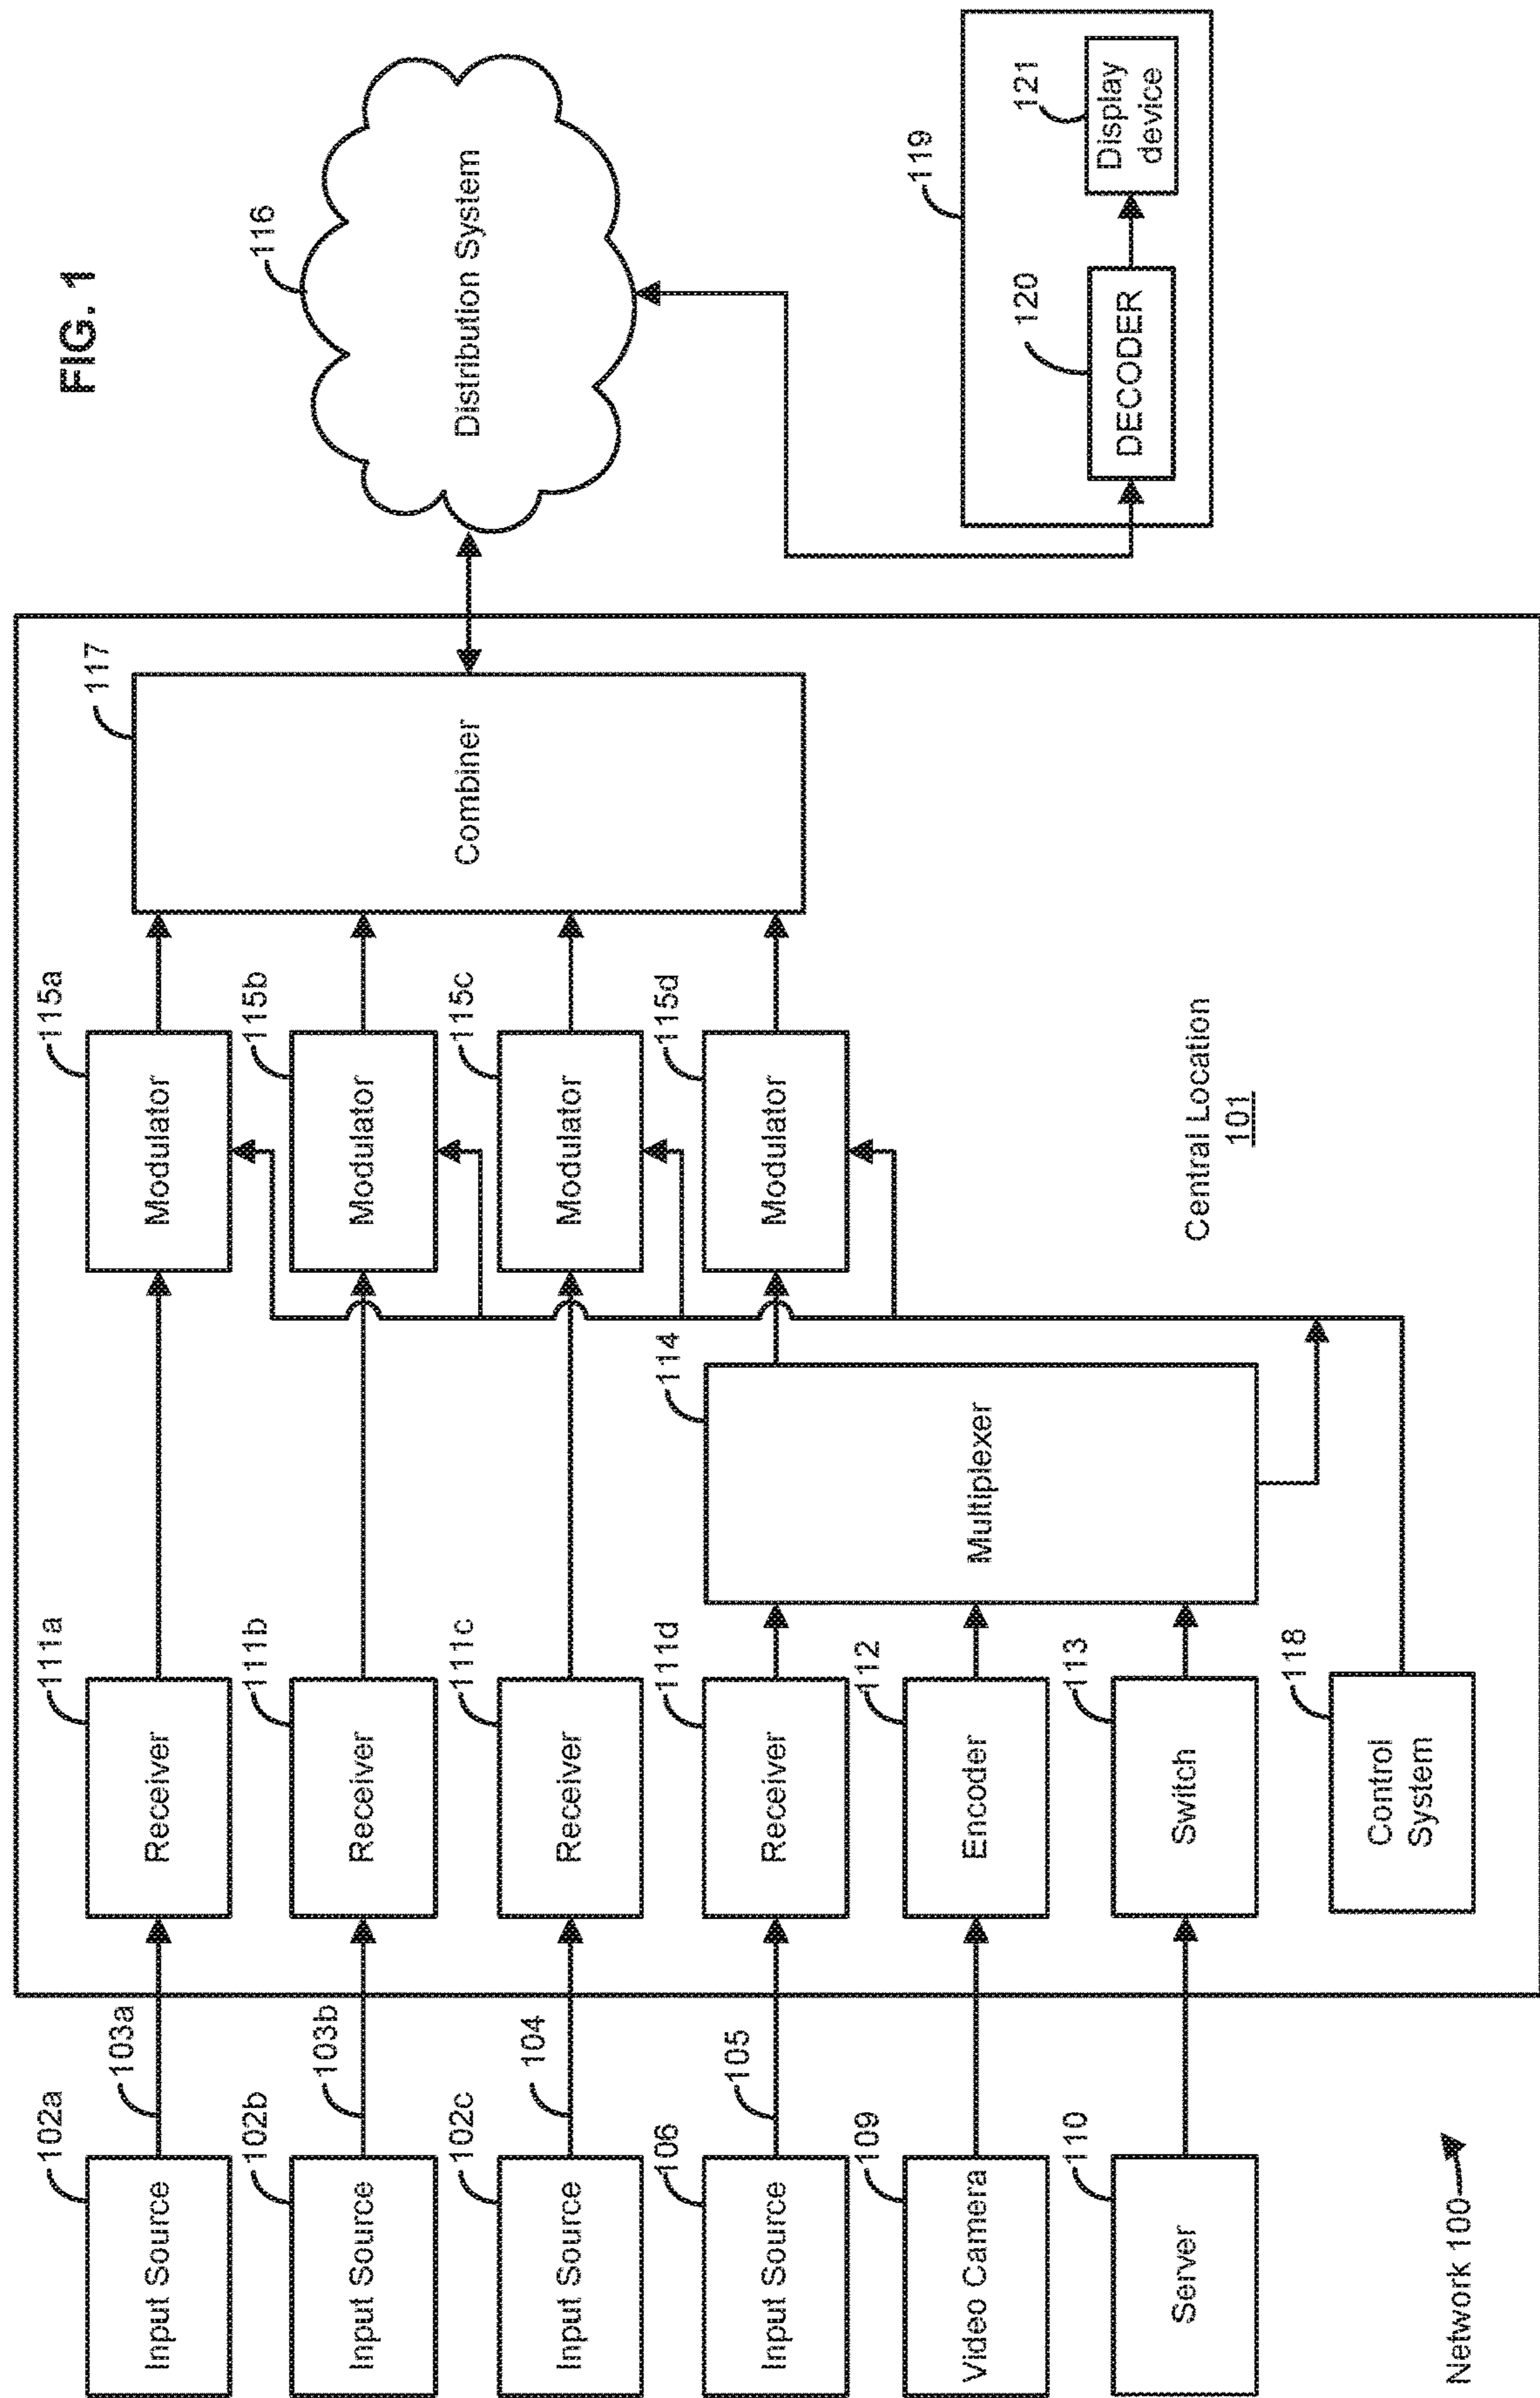 FIG. 1
102a
Input Source
103a
111a
Receiver
115a
Modulator
102b
Input Source
103b
111b
Receiver
115b
Modulator
102c
Input Source
104
111c
Receiver
115c
Modulator
106
Input Source
105
111d
Receiver
115d
Modulator
109
Video Camera
112
Encoder
110
Server
113
Switch
114
Multiplexer
118
Control
System
117
Combiner
116
Distribution System
119
120
DECODER
121
Display
device
Central Location
101
Network 100